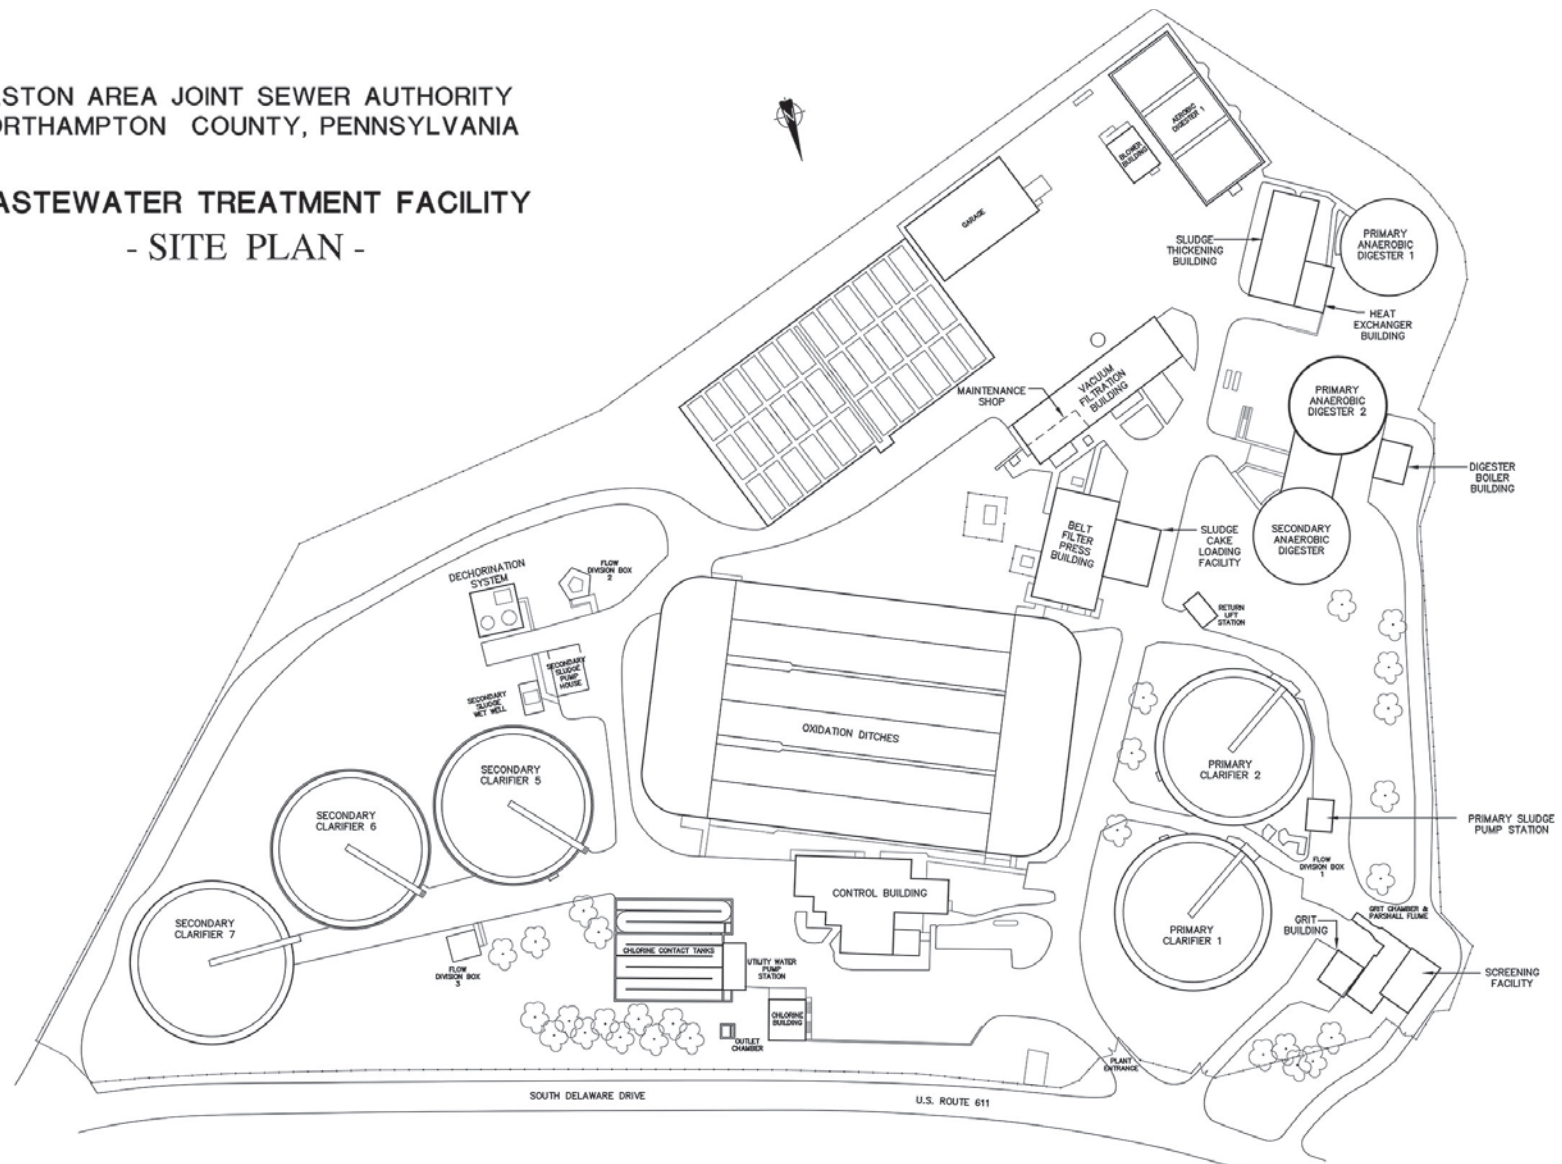 STON AREA JOINT SEWER AUTHORITY
ORTHAMPTON COUNTY, PENNSYLVANIA
ASTEWATER TREATMENT FACILITY
- SITE PLAN -
N
AEROBIC
DIGESTER 1
BLOWER
BUILDING
GARAGE
SLUDGE
THICKENING
BUILDING
PRIMARY
ANAEROBIC
DIGESTER 1
HEAT
EXCHANGER
BUILDING
MAINTENANCE
SHOP
VACUUM
FILTRATION
BUILDING
PRIMARY
ANAEROBIC
DIGESTER 2
DIGESTER
BOILER
BUILDING
BELT
FILTER
PRESS
BUILDING
SLUDGE
CAKE
LOADING
FACILITY
SECONDARY
ANAEROBIC
DIGESTER
DECHORINATION
SYSTEM
FLOW
DIVISION BOX
2
RETURN
LIFT
STATION
SECONDARY
SLUDGE
PUMP
HOUSE
SECONDARY
SLUDGE
WET WELL
OXIDATION DITCHES
PRIMARY
CLARIFIER 2
SECONDARY
CLARIFIER 5
SECONDARY
CLARIFIER 6
PRIMARY SLUDGE
PUMP STATION
FLOW
DIVISION BOX
1
CONTROL BUILDING
SECONDARY
CLARIFIER 7
PRIMARY
CLARIFIER 1
GRIT CHAMBER &
PARSHALL FLUME
GRIT
BUILDING
CHLORINE CONTACT TANKS
UTILITY WATER
PUMP
STATION
FLOW
DIVISION BOX
3
SCREENING
FACILITY
CHLORINE
BUILDING
OUTLET
CHAMBER
PLANT
ENTRANCE
SOUTH DELAWARE DRIVE
U.S. ROUTE 611